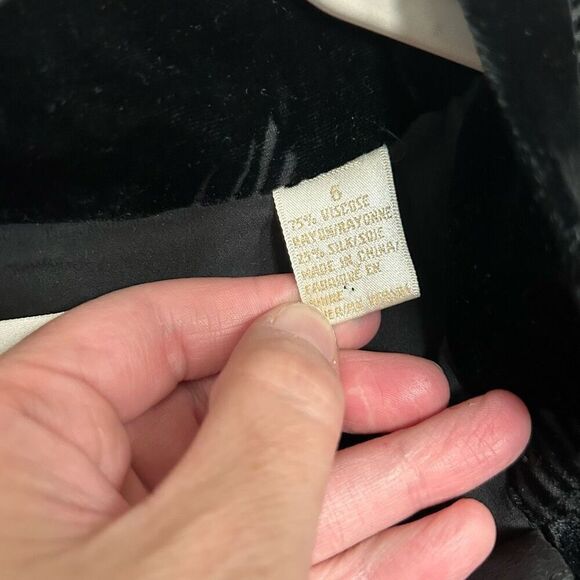 6
75% VISCOSE
RAYON/RAYONNE
25% SILK/SOIE
MADE IN CHINA/
FABRIQUE EN
CHINE